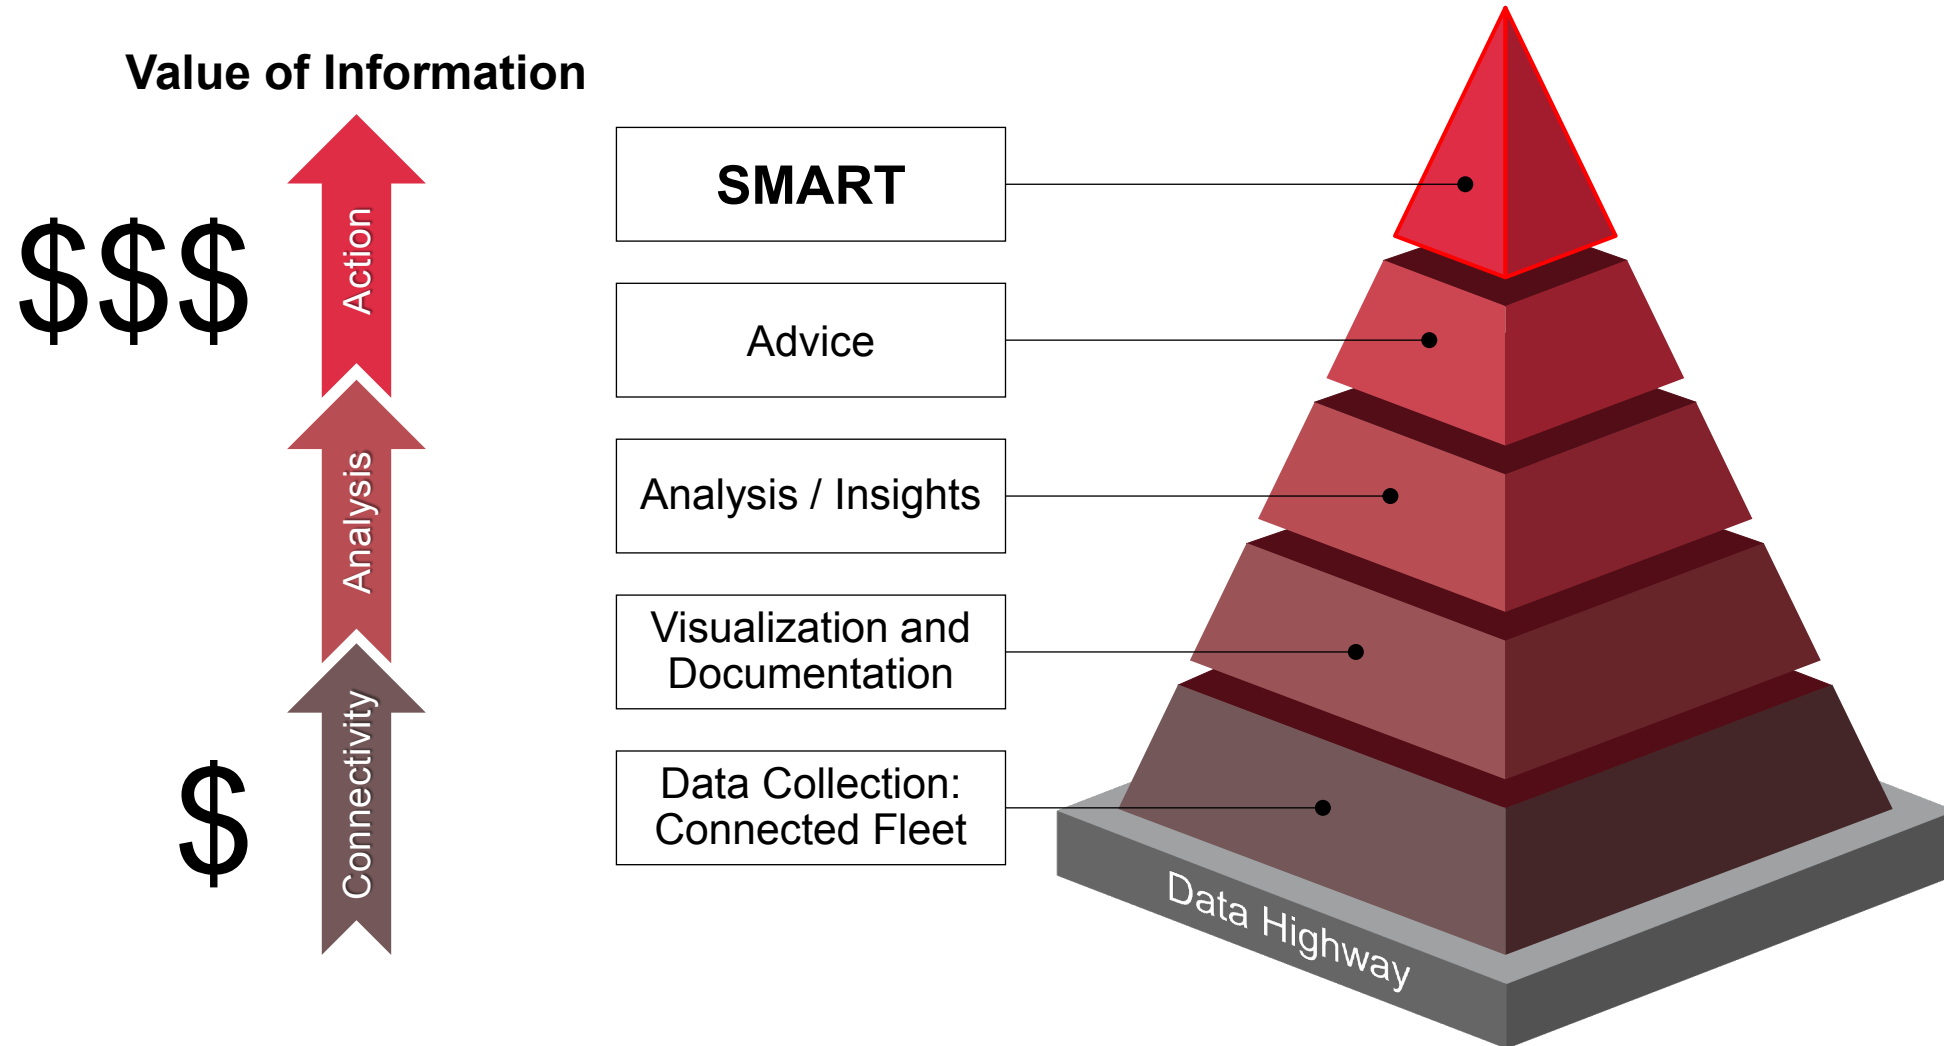 Value of Information
SMART
$$$
Action
Advice
Analysis / Insights
Analysis
Visualization and
Documentation
Data Collection:
Connected Fleet
$
Connectivity
Data Highway